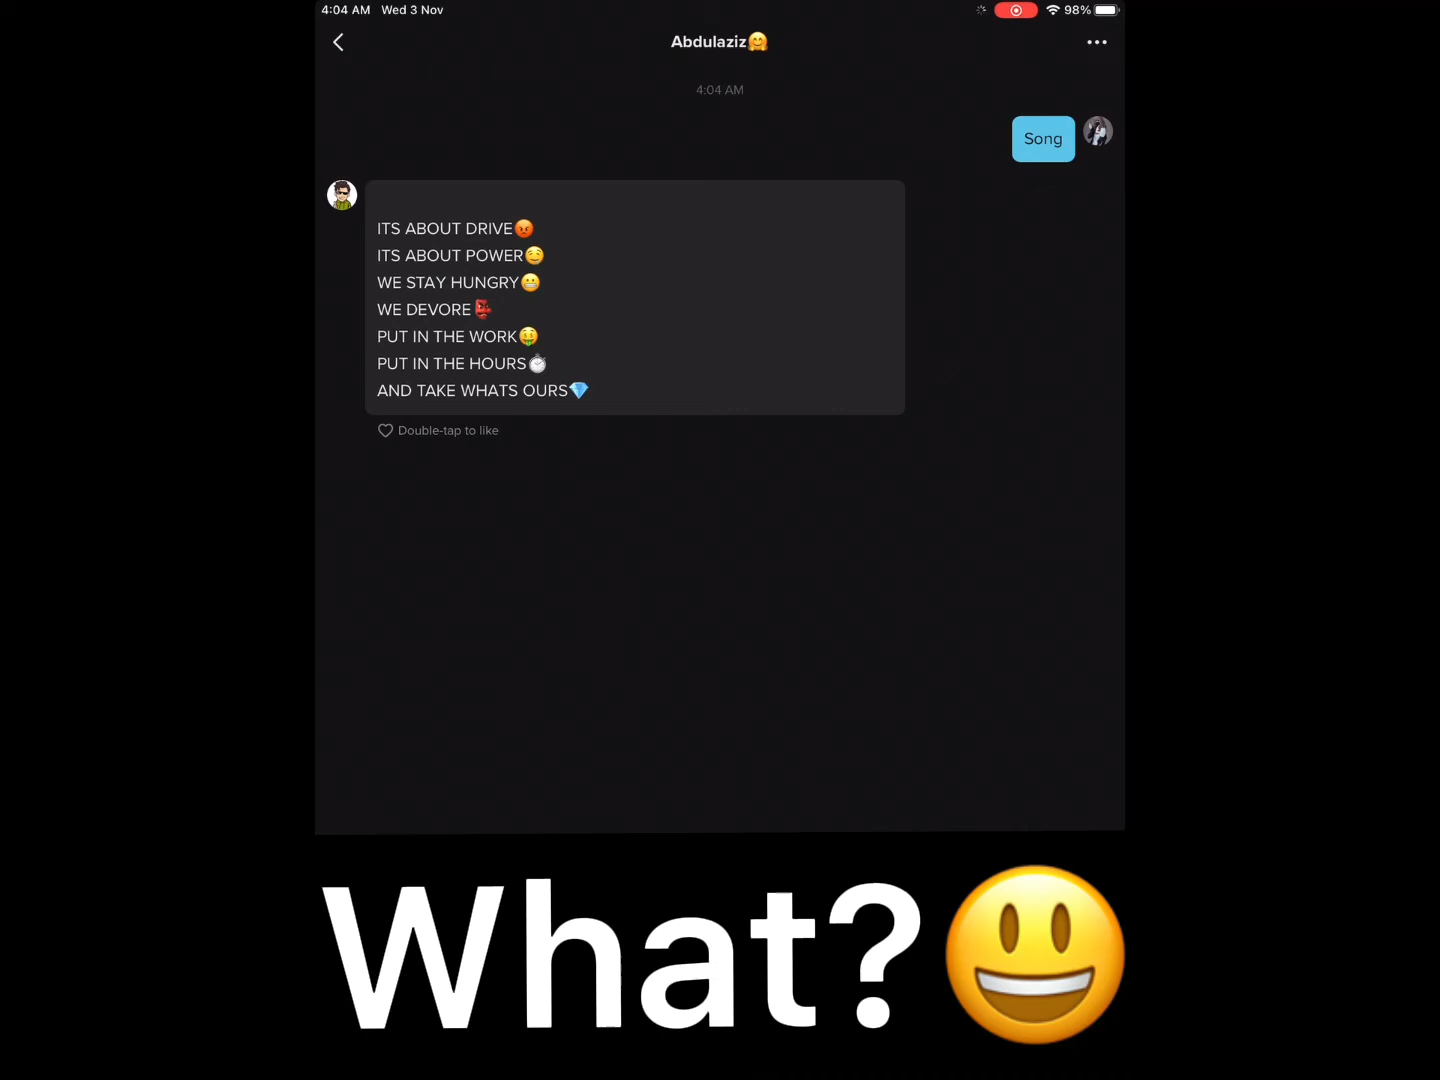 4:04 AM Wed 3 Nov 98%
Abdulaziz🤗
4:04 AM
Song
ITS ABOUT DRIVE😡
ITS ABOUT POWER🤤
WE STAY HUNGRY😬
WE DEVORE👺
PUT IN THE WORK🤑
PUT IN THE HOURS⏱
AND TAKE WHATS OURS💎
Double-tap to like
What?😃